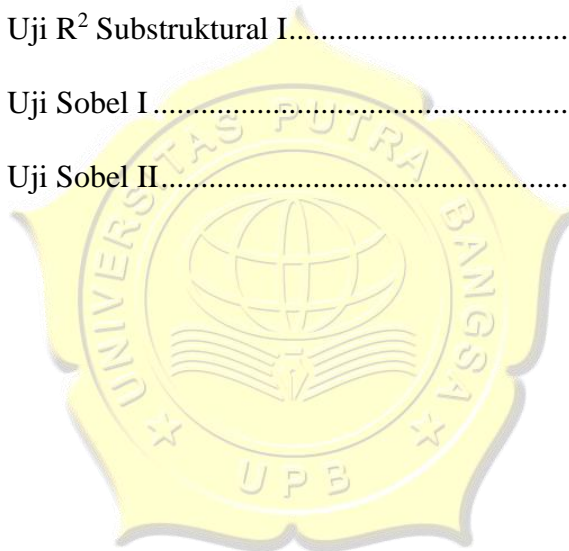 Uji R² Substruktural I.................................
Uji Sobel I.................................................
Uji Sobel II................................................
UNIVERSITAS PUTRA BANGSA
UPB